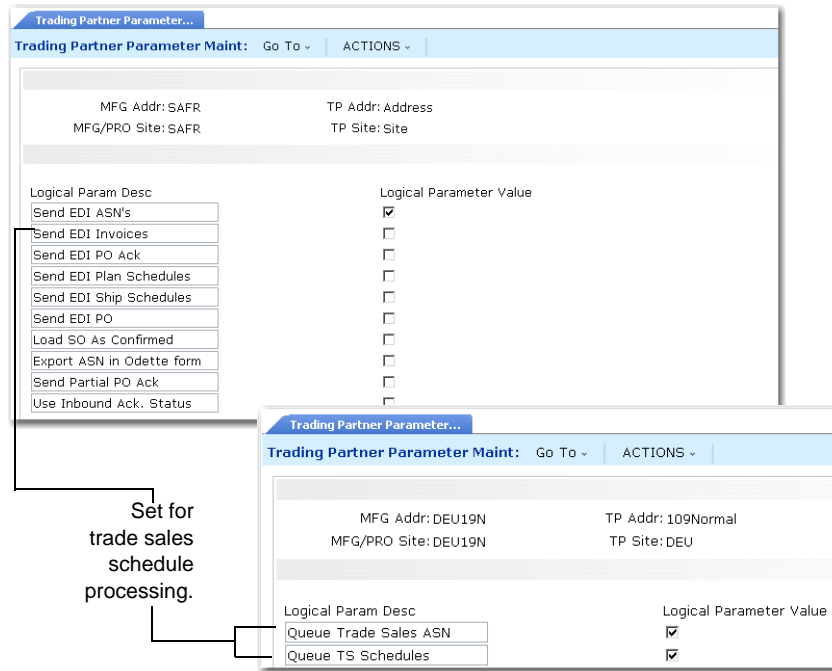 Trading Partner Parameter...
Trading Partner Parameter Maint: Go To ACTIONS
MFG Addr: SAFR TP Addr: Address
MFG/PRO Site: SAFR TP Site: Site
Logical Param Desc Logical Parameter Value
Send EDI ASN's
Send EDI Invoices
Send EDI PO Ack
Send EDI Plan Schedules
Send EDI Ship Schedules
Send EDI PO
Load SO As Confirmed
Export ASN in Odette form
Send Partial PO Ack
Use Inbound Ack. Status
Set for
trade sales
schedule
processing.
Trading Partner Parameter...
Trading Partner Parameter Maint: Go To ACTIONS
MFG Addr: DEU19N TP Addr: 109Normal
MFG/PRO Site: DEU19N TP Site: DEU
Logical Param Desc Logical Parameter Value
Queue Trade Sales ASN
Queue TS Schedules